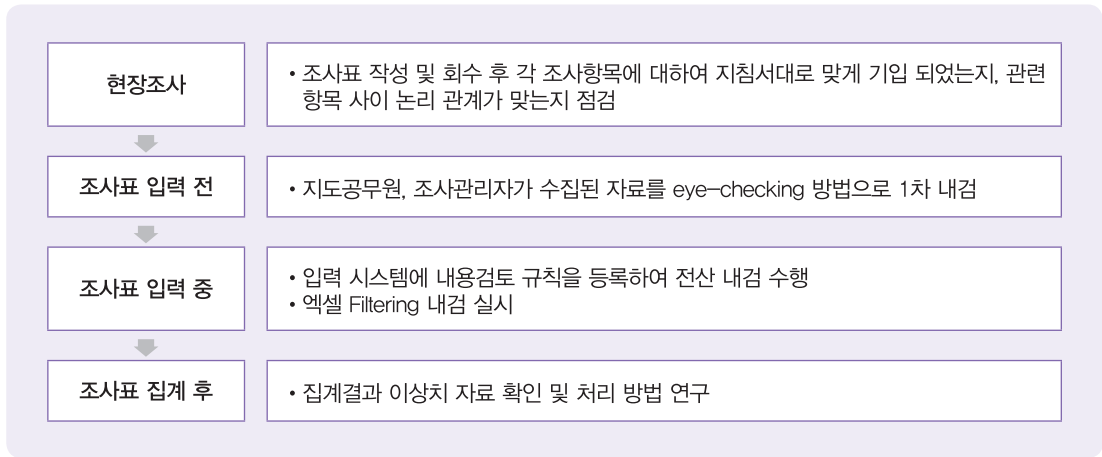 현장조사
• 조사표 작성 및 회수 후 각 조사항목에 대하여 지침서대로 맞게 기입 되었는지, 관련
항목 사이 논리 관계가 맞는지 점검
조사표 입력 전
• 지도공무원, 조사관리자가 수집된 자료를 eye-checking 방법으로 1차 내검
조사표 입력 중
• 입력 시스템에 내용검토 규칙을 등록하여 전산 내검 수행
• 엑셀 Filtering 내검 실시
조사표 집계 후
• 집계결과 이상치 자료 확인 및 처리 방법 연구